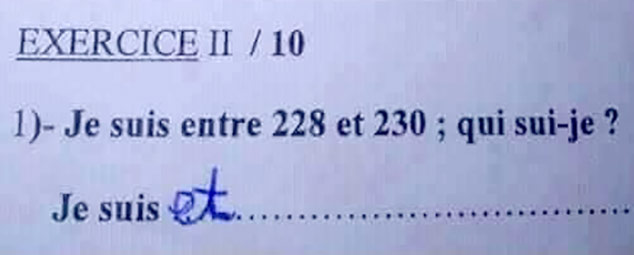 EXERCICE II / 10
1)- Je suis entre 228 et 230 ; qui sui-je ?
Je suis et..............................